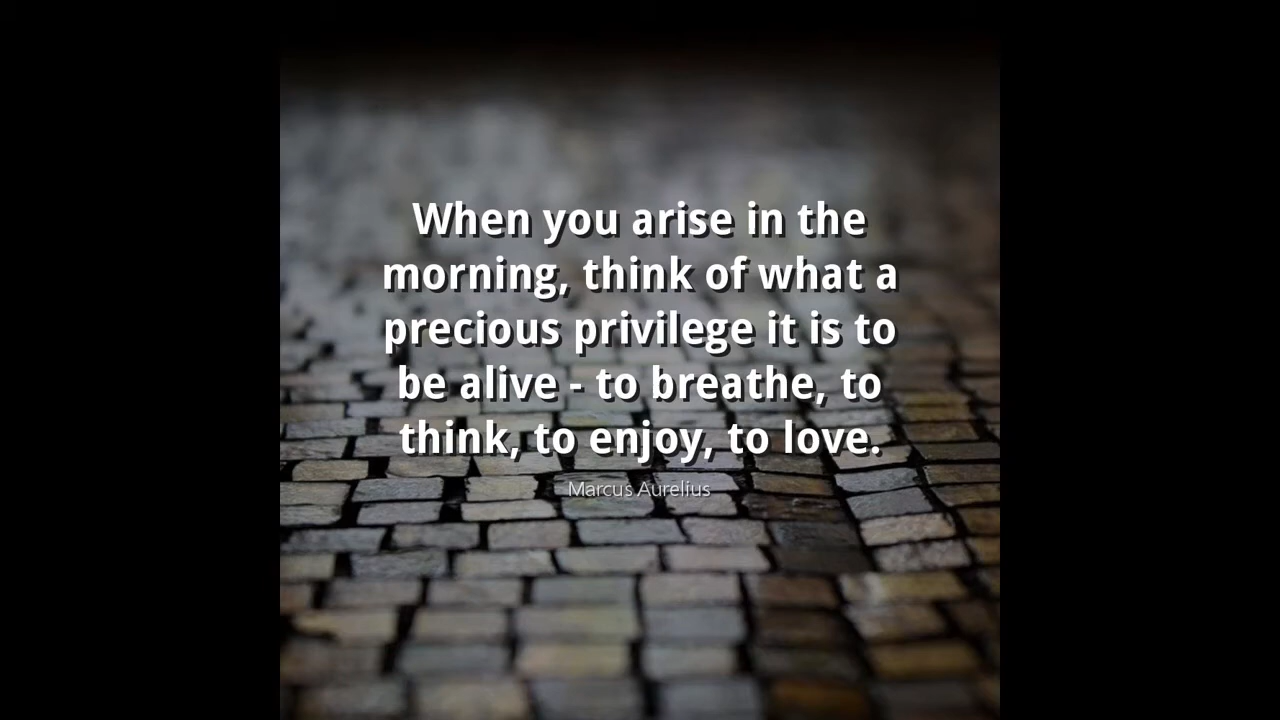 When you arise in the
morning, think of what a
precious privilege it is to
be alive - to breathe, to
think, to enjoy, to love.
Marcus Aurelius